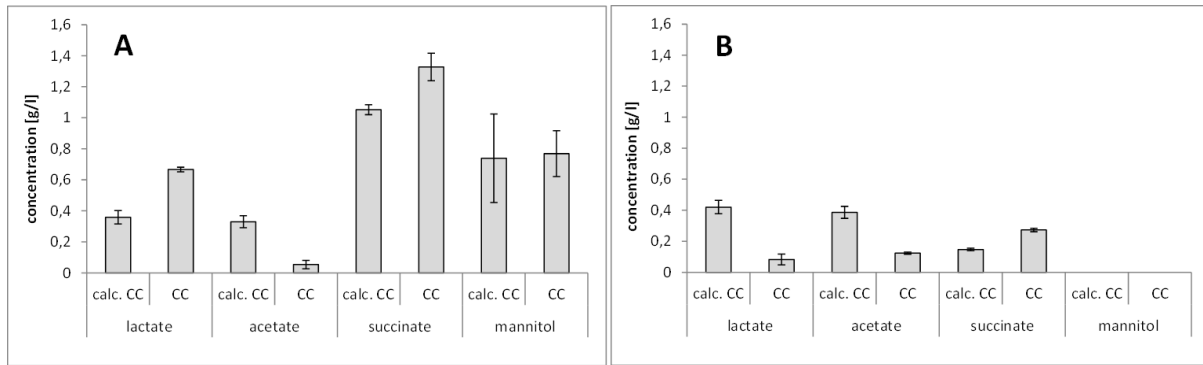 A
concentration [g/l]
1,6
1,4
1,2
1
0,8
0,6
0,4
0,2
0
calc. CC CC calc. CC CC calc. CC CC calc. CC CC
lactate acetate succinate mannitol
B
concentration [g/l]
1,6
1,4
1,2
1
0,8
0,6
0,4
0,2
0
calc. CC CC calc. CC CC calc. CC CC calc. CC CC
lactate acetate succinate mannitol